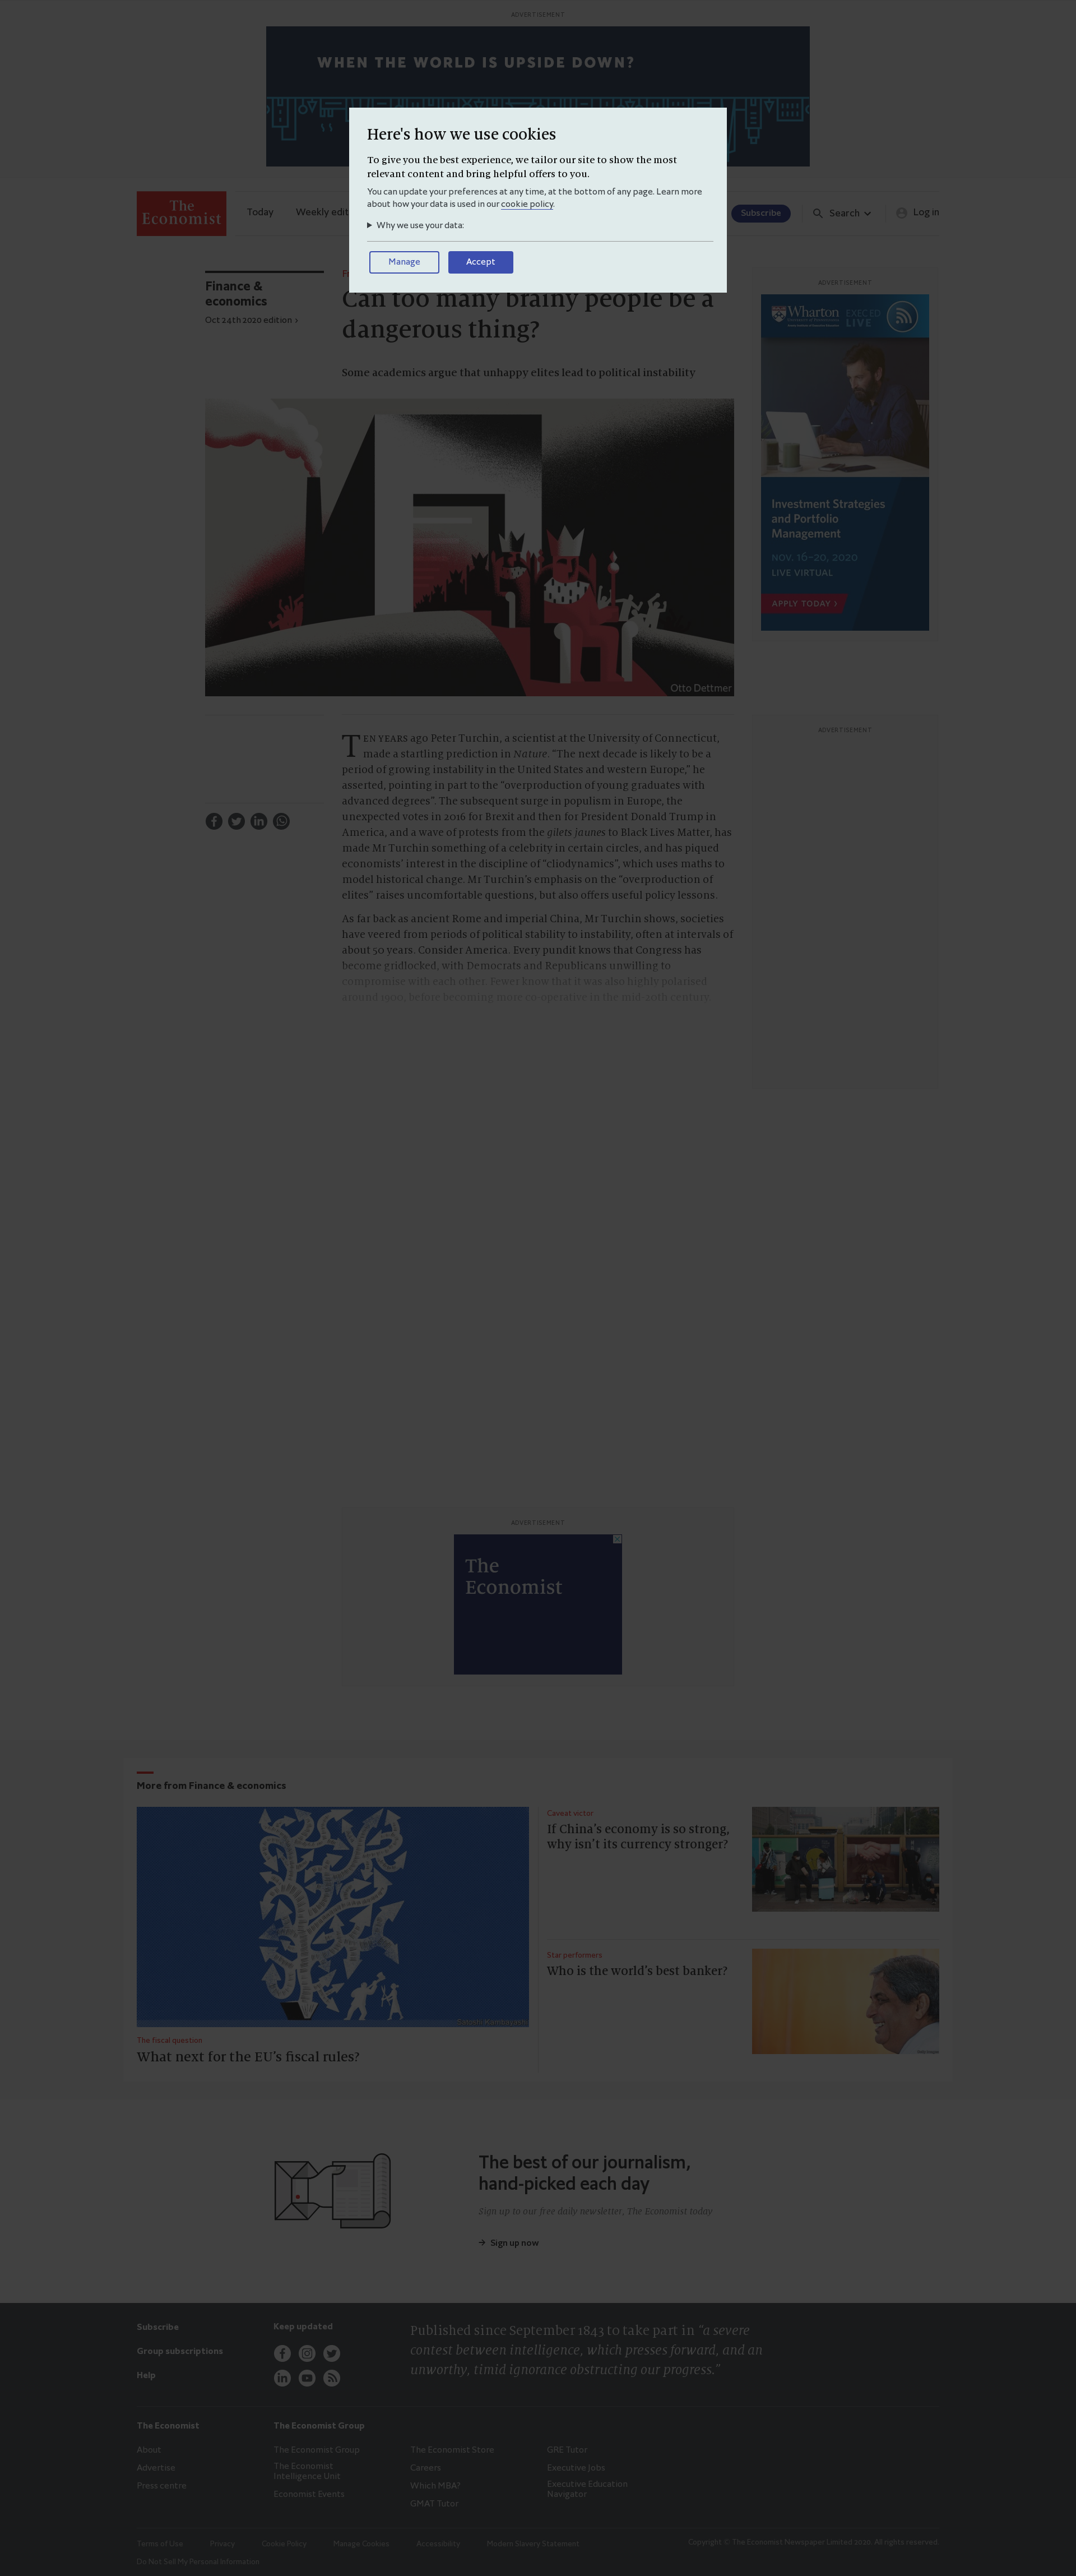 ADVERTISEMENT
WHEN THE WORLD IS UPSIDE DOWN?
Here's how we use cookies
To give you the best experience, we tailor our site to show the most
relevant content and bring helpful offers to you.
You can update your preferences at any time, at the bottom of any page. Learn more
about how your data is used in our cookie policy.
Why we use your data:
Manage
Accept
The
Economist
Today
Weekly edit
Subscribe
Search
Log in
Finance &
economics
Oct 24th 2020 edition
Can too many brainy people be a
dangerous thing?
Some academics argue that unhappy elites lead to political instability
Otto Dettmer
TEN YEARS ago Peter Turchin, a scientist at the University of Connecticut,
made a startling prediction in Nature. "The next decade is likely to be a
period of growing instability in the United States and western Europe," he
asserted, pointing in part to the "overproduction of young graduates with
advanced degrees". The subsequent surge in populism in Europe, the
unexpected votes in 2016 for Brexit and then for President Donald Trump in
America, and a wave of protests from the gilets jaunes to Black Lives Matter, has
made Mr Turchin something of a celebrity in certain circles, and has piqued
economists' interest in the discipline of "cliodynamics", which uses maths to
model historical change. Mr Turchin's emphasis on the "overproduction of
elites" raises uncomfortable questions, but also offers useful policy lessons.
As far back as ancient Rome and imperial China, Mr Turchin shows, societies
have veered from periods of political stability to instability, often at intervals of
about 50 years. Consider America. Every pundit knows that Congress has
become gridlocked, with Democrats and Republicans unwilling to
compromise with each other. Fewer know that it was also highly polarised
around 1900, before becoming more co-operative in the mid-20th century.
ADVERTISEMENT
Wharton
EXEC ED
LIVE
Investment Strategies
and Portfolio
Management
NOV. 16–20, 2020
LIVE VIRTUAL
APPLY TODAY
ADVERTISEMENT
ADVERTISEMENT
The
Economist
More from Finance & economics
The fiscal question
What next for the EU's fiscal rules?
Caveat victor
If China's economy is so strong,
why isn't its currency stronger?
Star performers
Who is the world's best banker?
The best of our journalism,
hand-picked each day
Sign up to our free daily newsletter, The Economist today
Sign up now
Subscribe
Group subscriptions
Help
Keep updated
Published since September 1843 to take part in "a severe
contest between intelligence, which presses forward, and an
unworthy, timid ignorance obstructing our progress."
The Economist
About
Advertise
Press centre
The Economist Group
The Economist Group
The Economist
Intelligence Unit
Economist Events
The Economist Store
Careers
Which MBA?
GMAT Tutor
GRE Tutor
Executive Jobs
Executive Education
Navigator
Terms of Use
Privacy
Cookie Policy
Manage Cookies
Accessibility
Modern Slavery Statement
Do Not Sell My Personal Information
Copyright © The Economist Newspaper Limited 2020. All rights reserved.